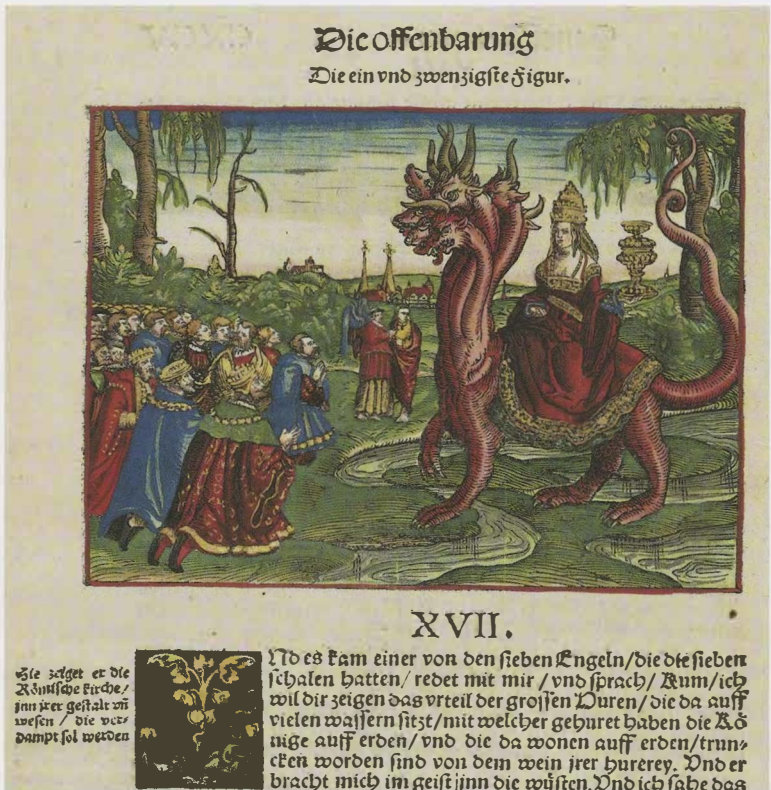 Die offenbarung
Die ein vnd zwenzigste Figur.
XVII.
Hie zeiget er die
Römische kirche/
jnn jrer gestalt vñ
wesen / die ver=
dampt sol werden
Nd es kam einer von den sieben Engeln/die die sieben
schalen hatten/ redet mit mir / vnd sprach/ Kum/ich
wil dir zeigen das vrteil der grossen Huren/die da auff
vielen wassern sitzt/mit welcher gehuret haben die Kö
nige auff erden/ vnd die da wonen auff erden/trun=
cken worden sind von dem wein jrer hurerey. Vnd er
bracht mich im geist jnn die wüsten. Vnd ich sahe das